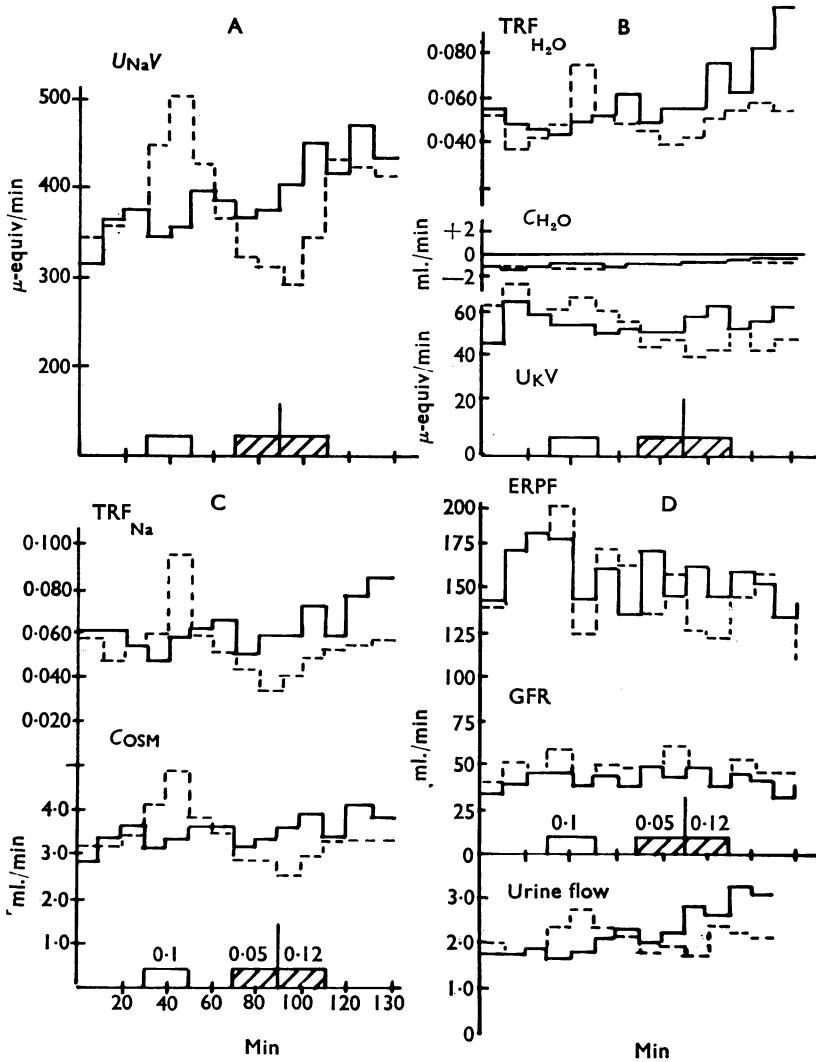 A
UNaV
500
400
300
200
μ-equiv/min
TRF H₂O
B
0·080
0·060
0·040
CH₂O
+2
0
−2
ml./min
60
40
20
0
μ-equiv/min
UKV
C
TRF Na
0·100
0·080
0·060
0·040
0·020
COSM
4·0
3·0
2·0
1·0
ml./min
0·1
0·05
0·12
20
40
60
80
100
120
130
Min
ERPF
D
200
175
150
125
100
GFR
75
50
25
0
ml./min
0·1
0·05
0·12
Urine flow
3·0
2·0
1·0
0
Min